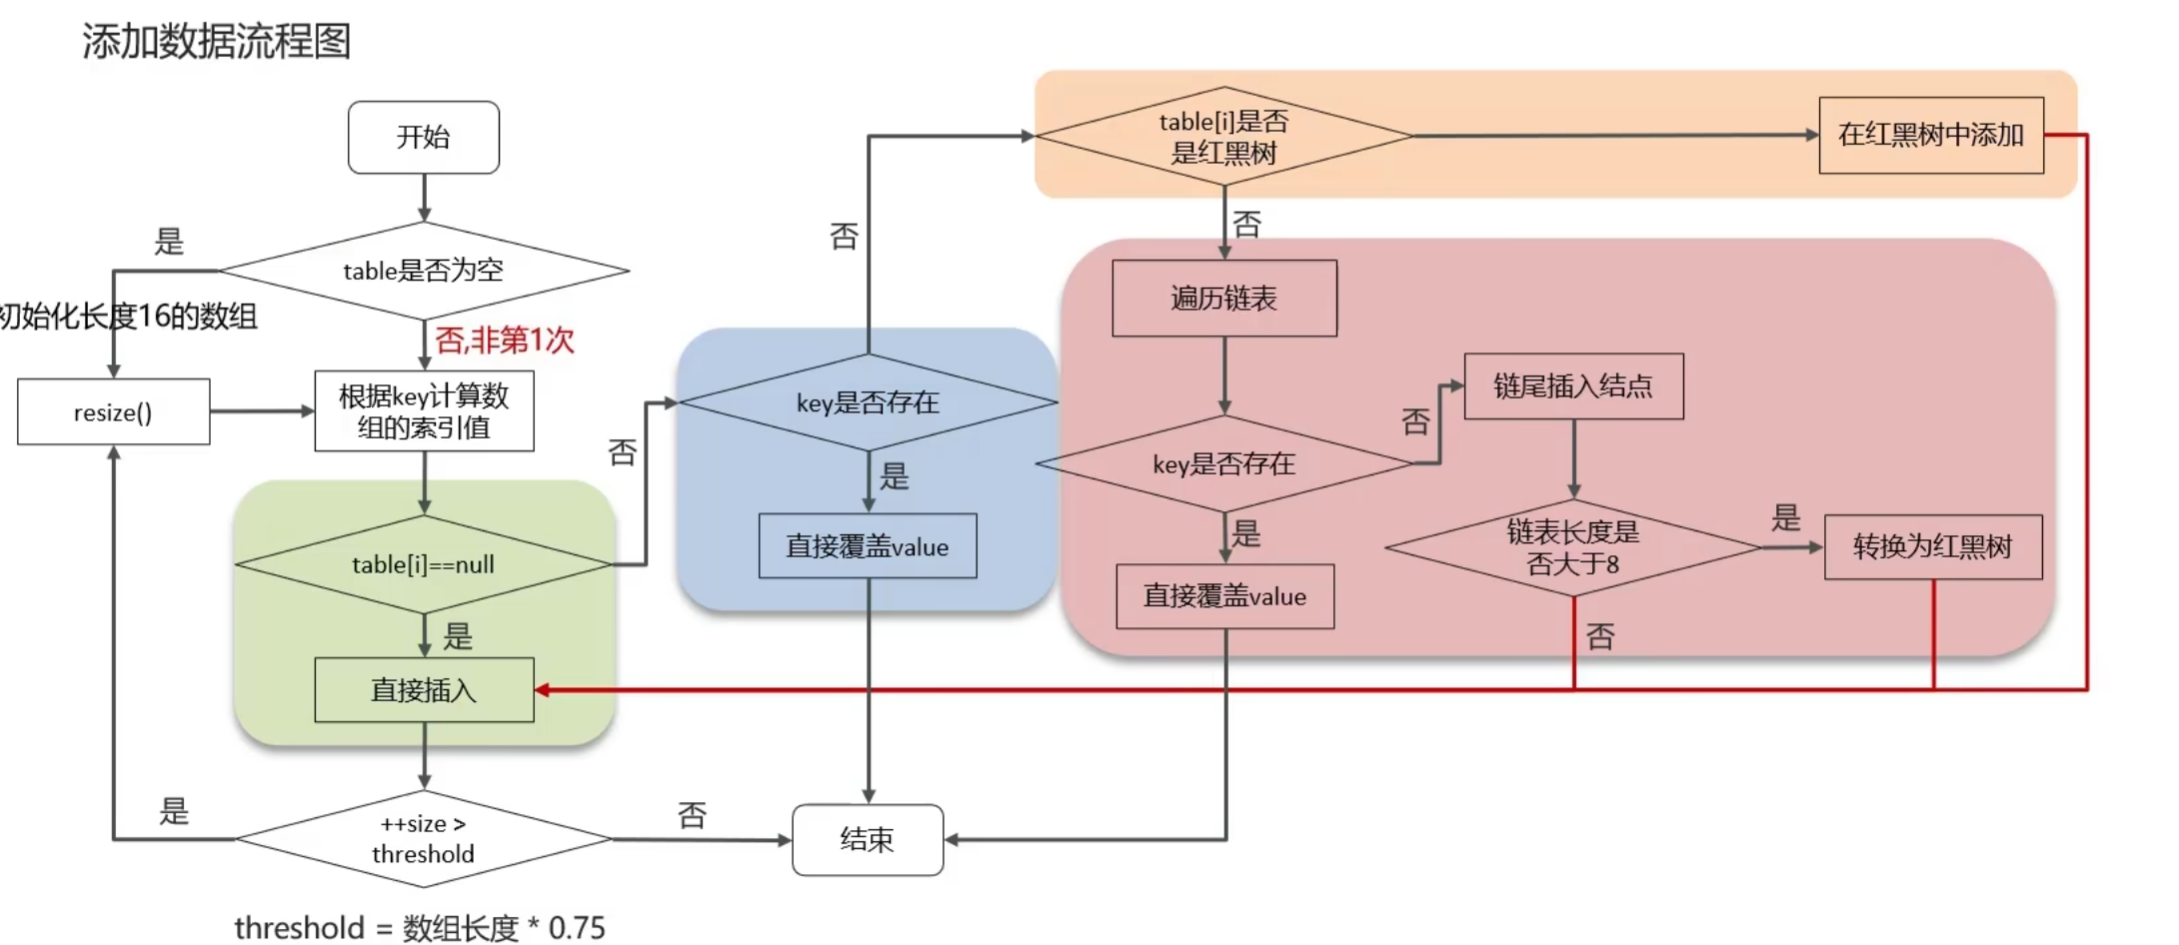 添加数据流程图
开始
table是否为空
是
初始化长度16的数组
否,非第1次
resize()
根据key计算数
组的索引值
table[i]==null
否
是
直接插入
++size >
threshold
是
否
threshold = 数组长度 * 0.75
key是否存在
否
是
直接覆盖value
结束
table[i]是否
是红黑树
在红黑树中添加
否
遍历链表
key是否存在
否
是
直接覆盖value
链尾插入结点
链表长度是
否大于8
是
转换为红黑树
否